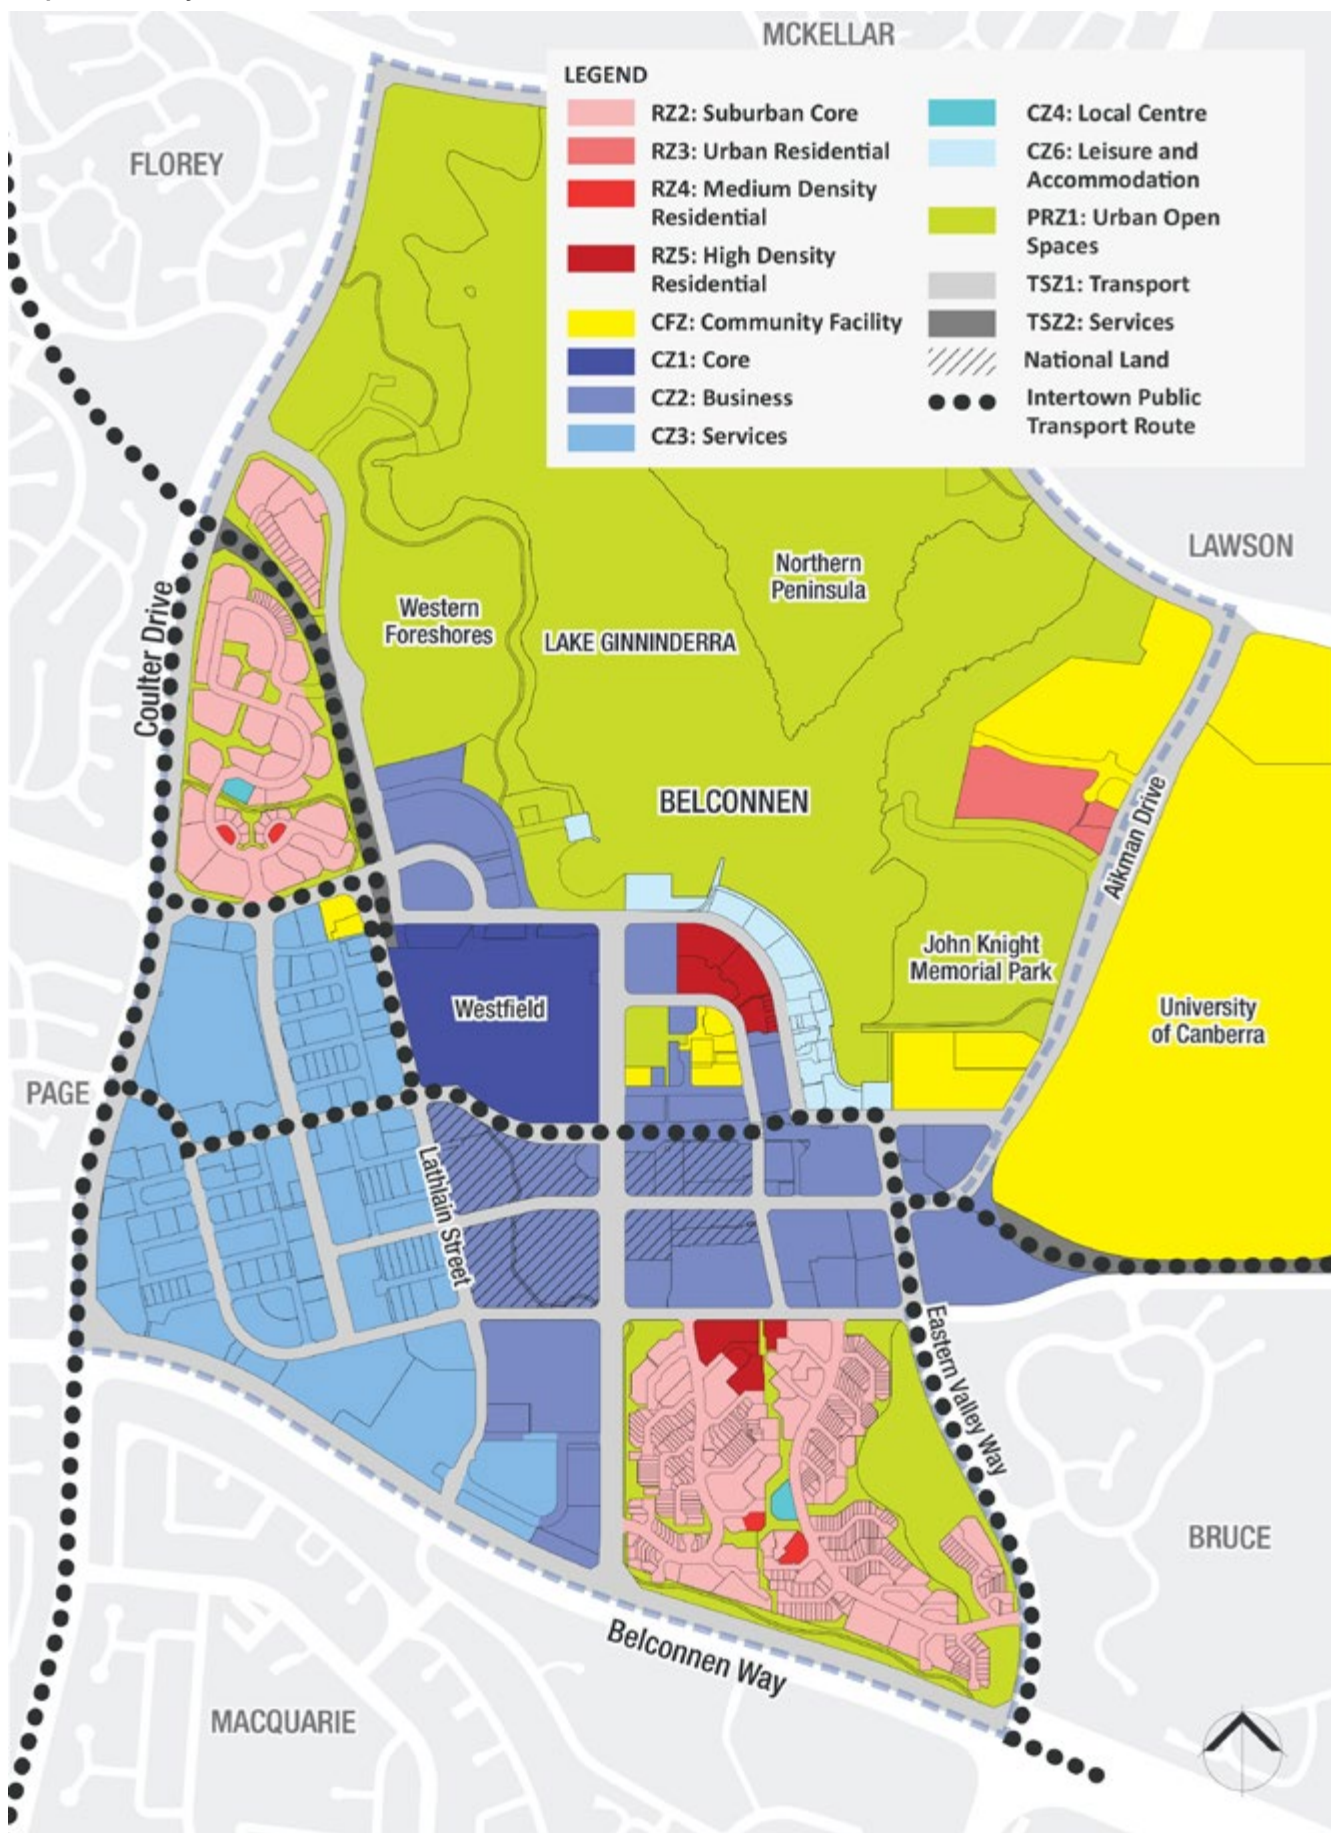 MCKELLAR
LEGEND
RZ2: Suburban Core
RZ3: Urban Residential
RZ4: Medium Density
Residential
RZ5: High Density
Residential
CFZ: Community Facility
CZ1: Core
CZ2: Business
CZ3: Services
CZ4: Local Centre
CZ6: Leisure and
Accommodation
PRZ1: Urban Open
Spaces
TSZ1: Transport
TSZ2: Services
National Land
Intertown Public
Transport Route
FLOREY
LAWSON
Northern
Peninsula
Western
Foreshores
LAKE GINNINDERRA
Coulter Drive
BELCONNEN
Aikman Drive
John Knight
Memorial Park
Westfield
University
of Canberra
PAGE
Lathlain Street
Eastern Valley Way
BRUCE
Belconnen Way
MACQUARIE